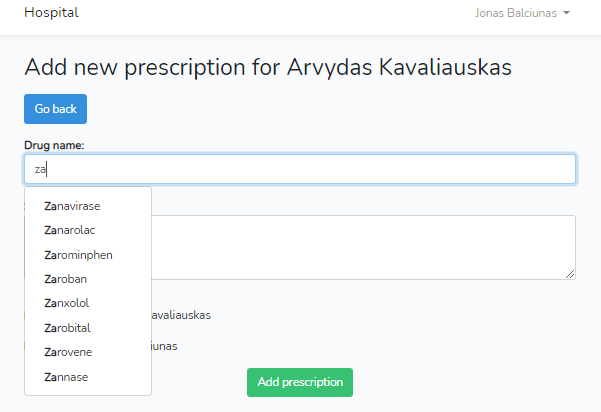 Hospital
Jonas Balciunas
Add new prescription for Arvydas Kavaliauskas
Go back
Drug name:
za
Zanavirase
Zanarolac
Zarominphen
Zaroban
Zanxolol
Zarobital
Zarovene
Zannase
avaliauskas
iunas
Add prescription